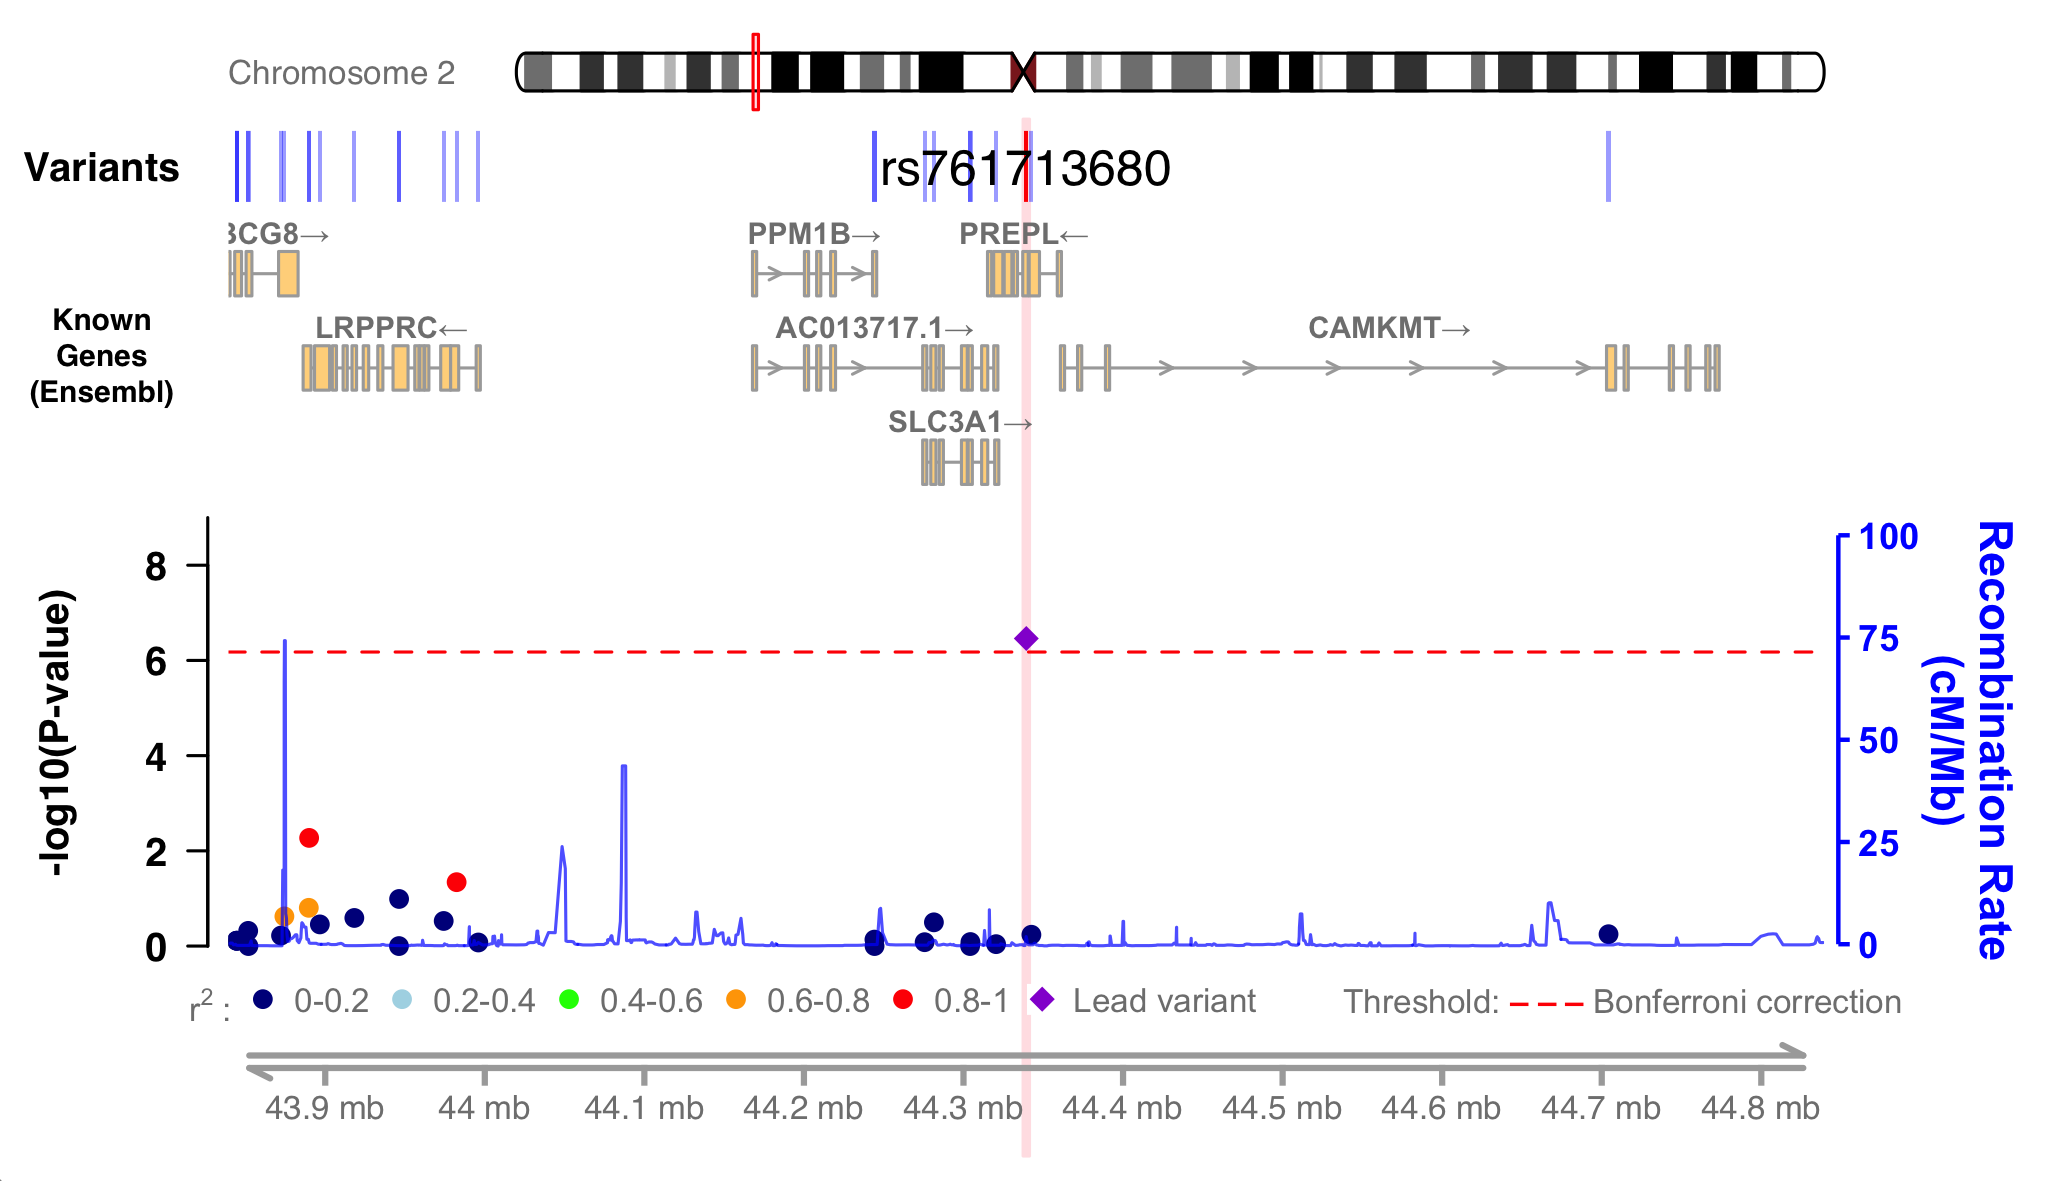 Chromosome 2
Variants
rs761713680
BCG8→
PPM1B→
PREPL←
Known
Genes
(Ensembl)
LRPPRC←
AC013717.1→
CAMKMT→
SLC3A1→
-log10(P-value)
8
6
4
2
0
100
75
50
25
0
Recombination Rate
(cM/Mb)
r2 :
0-0.2
0.2-0.4
0.4-0.6
0.6-0.8
0.8-1
Lead variant
Threshold:
Bonferroni correction
43.9 mb
44 mb
44.1 mb
44.2 mb
44.3 mb
44.4 mb
44.5 mb
44.6 mb
44.7 mb
44.8 mb